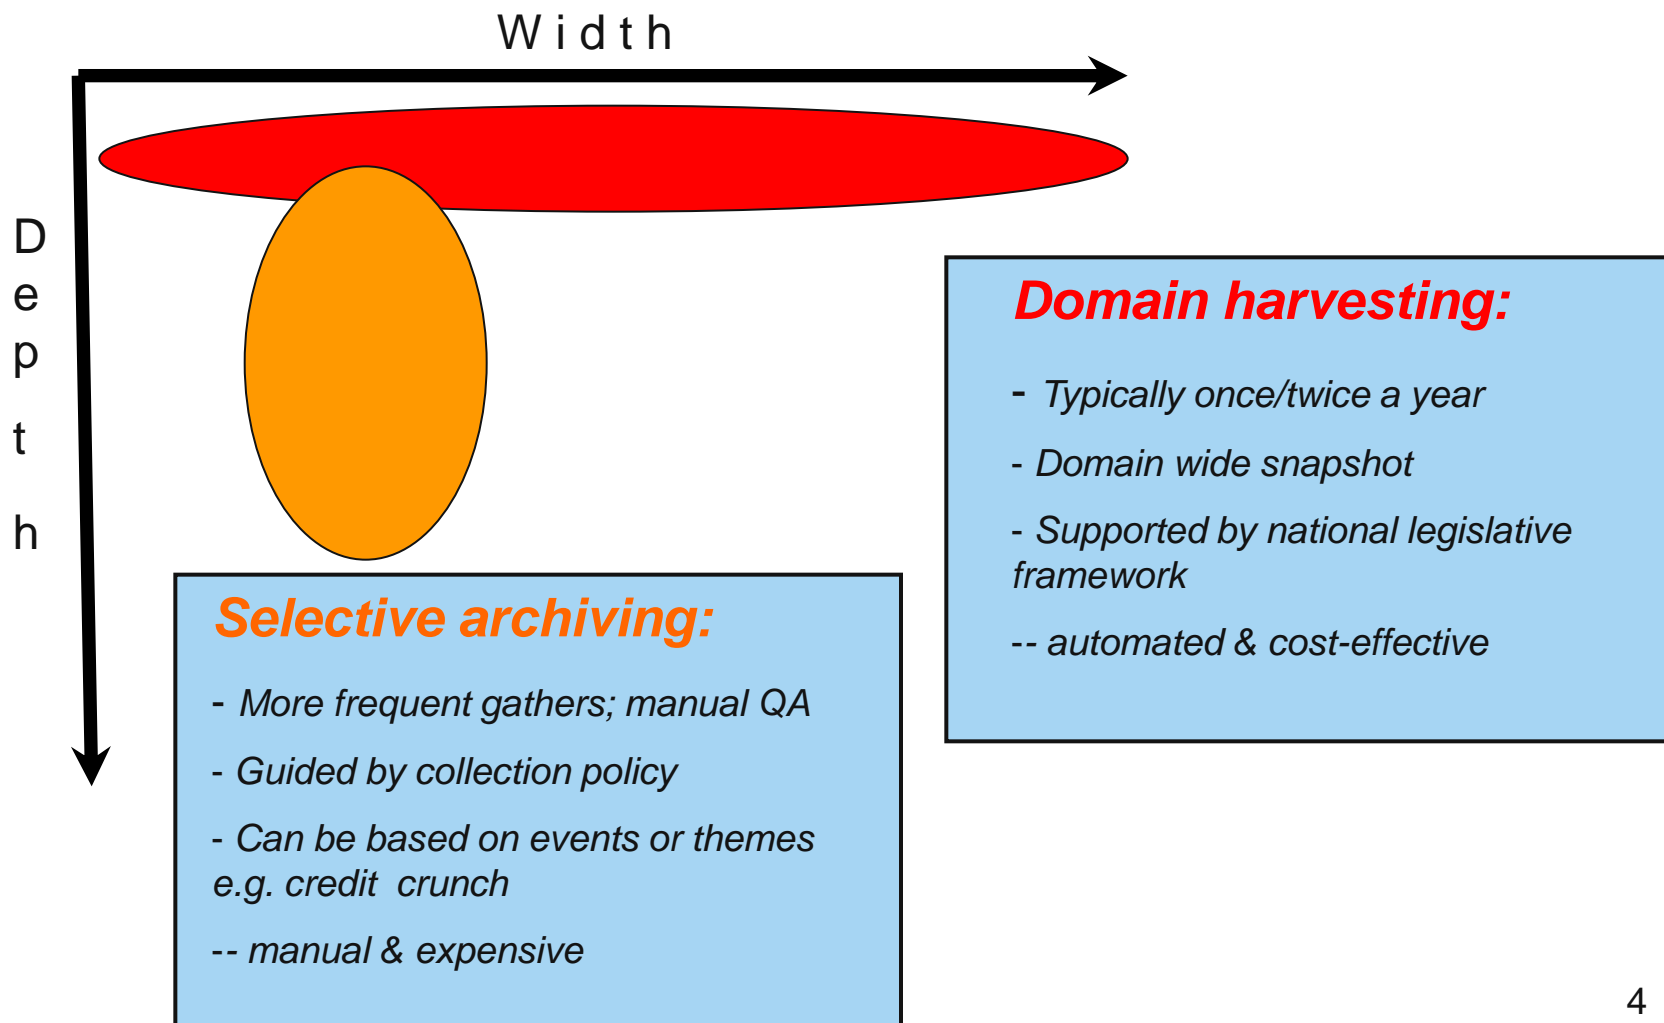 W i d t h
D
e
p
t
h
Domain harvesting:
- Typically once/twice a year
- Domain wide snapshot
- Supported by national legislative
framework
-- automated & cost-effective
Selective archiving:
- More frequent gathers; manual QA
- Guided by collection policy
- Can be based on events or themes
e.g. credit  crunch
-- manual & expensive
4